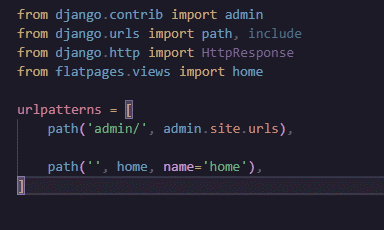 from django.contrib import admin
from django.urls import path, include
from django.http import HttpResponse
from flatpages.views import home
urlpatterns = [
path('admin/', admin.site.urls),
path('', home, name='home'),
]